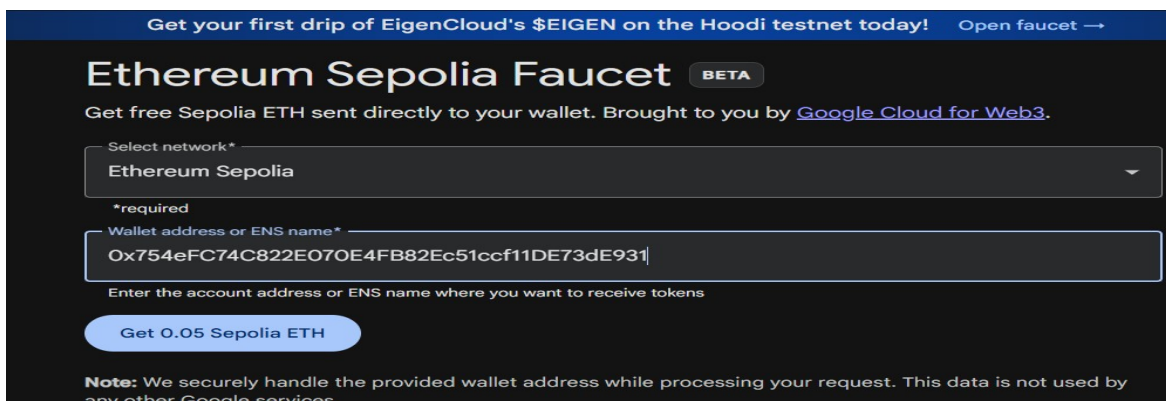 Get your first drip of EigenCloud's $EIGEN on the Hoodi testnet today! Open faucet →
Ethereum Sepolia Faucet BETA
Get free Sepolia ETH sent directly to your wallet. Brought to you by Google Cloud for Web3.
Select network*
Ethereum Sepolia
*required
Wallet address or ENS name*
0x754eFC74C822E070E4FB82Ec51ccf11DE73dE931
Enter the account address or ENS name where you want to receive tokens
Get 0.05 Sepolia ETH
Note: We securely handle the provided wallet address while processing your request. This data is not used by
any other Google services